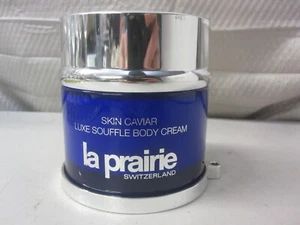 SKIN CAVIAR
LUXE SOUFFLE BODY CREAM
la prairie
SWITZERLAND